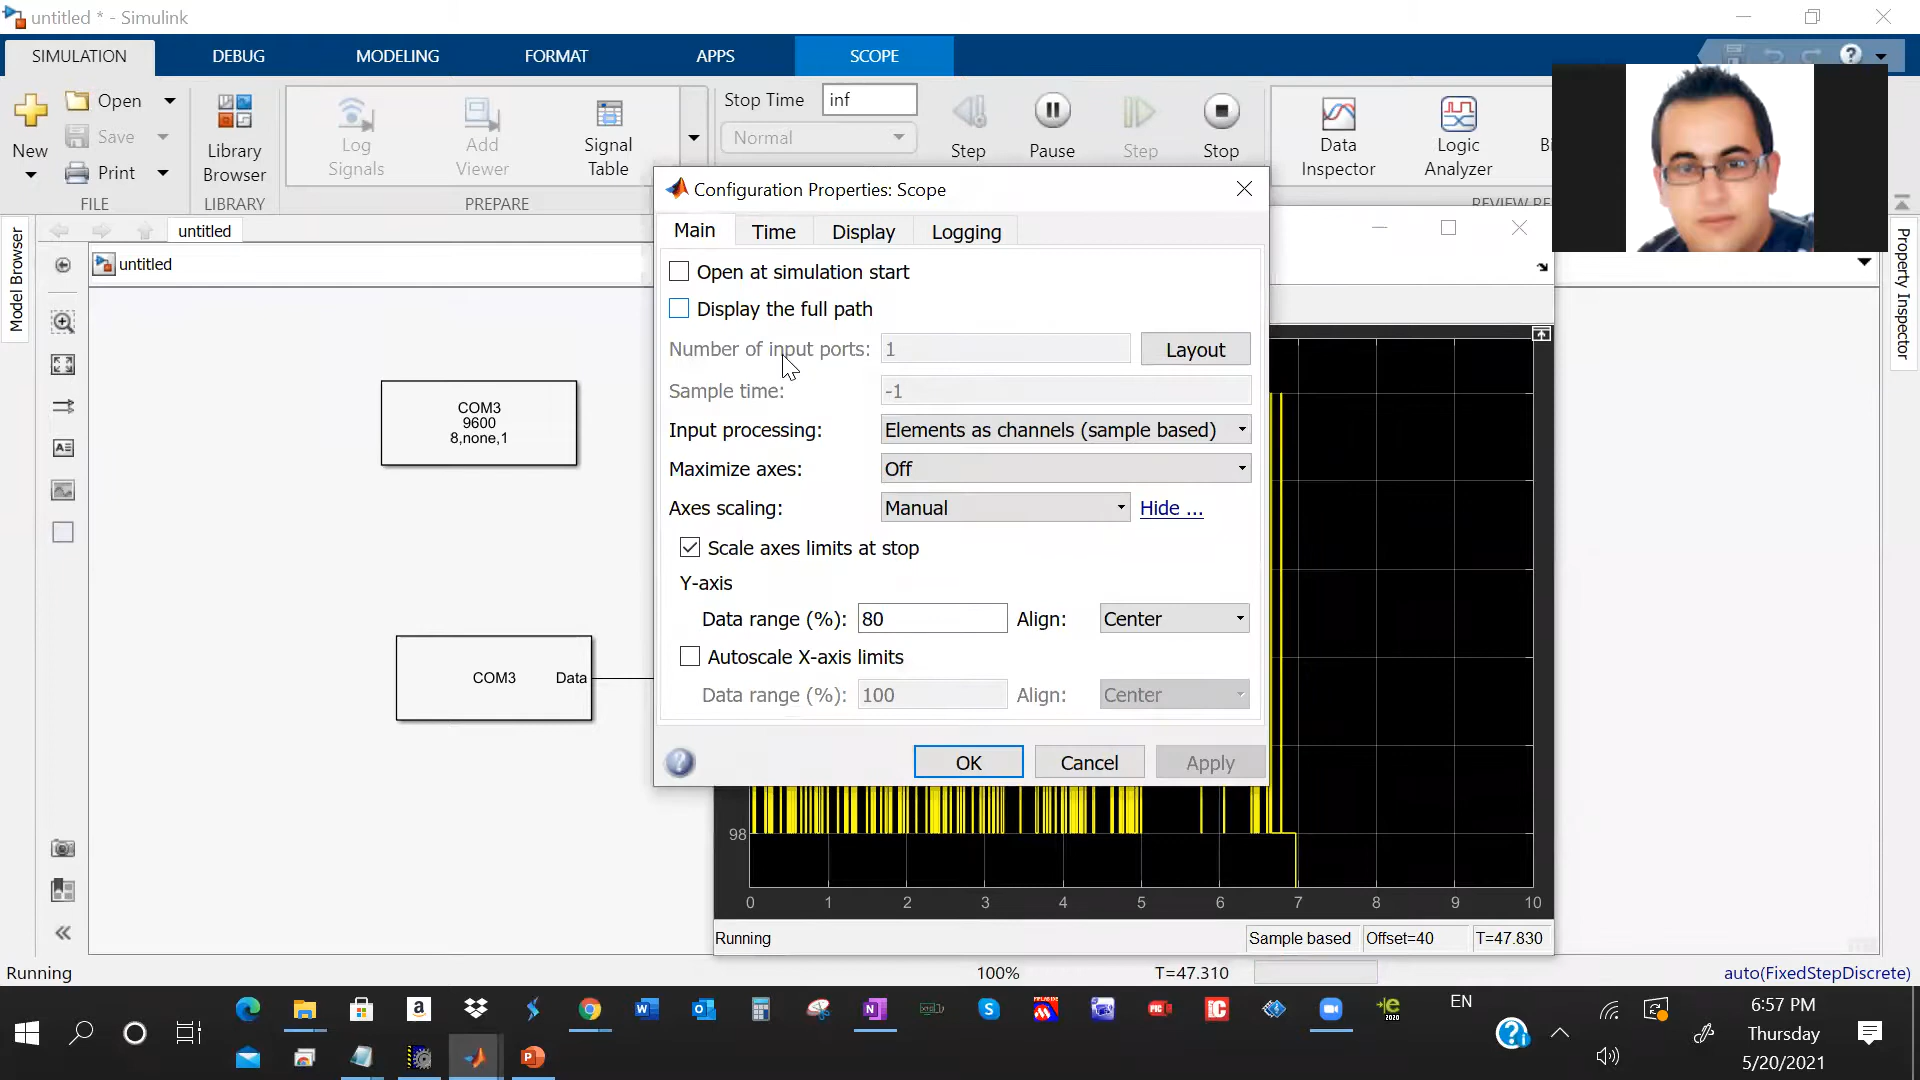 untitled * - Simulink
SIMULATION DEBUG MODELING FORMAT APPS SCOPE
New
Open
Save
Print
FILE
Library
Browser
LIBRARY
Log
Signals
Add
Viewer
Signal
Table
PREPARE
Stop Time inf
Normal
Step
Pause
Step
Stop
Data
Inspector
Logic
Analyzer
Model Browser
untitled
untitled
COM3
9600
8,none,1
COM3 Data
Property Inspector
Configuration Properties: Scope
Main Time Display Logging
Open at simulation start
Display the full path
Number of input ports: 1 Layout
Sample time: -1
Input processing: Elements as channels (sample based)
Maximize axes: Off
Axes scaling: Manual Hide ...
Scale axes limits at stop
Y-axis
Data range (%): 80 Align: Center
Autoscale X-axis limits
Data range (%): 100 Align: Center
OK Cancel Apply
98
0 1 2 3 4 5 6 7 8 9 10
Running Sample based Offset=40 T=47.830
Running 100% T=47.310 auto(FixedStepDiscrete)
EN
6:57 PM
Thursday
5/20/2021